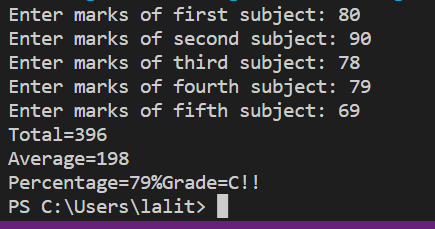 Enter marks of first subject: 80
Enter marks of second subject: 90
Enter marks of third subject: 78
Enter marks of fourth subject: 79
Enter marks of fifth subject: 69
Total=396
Average=198
Percentage=79%Grade=C!!
PS C:\Users\lalit>